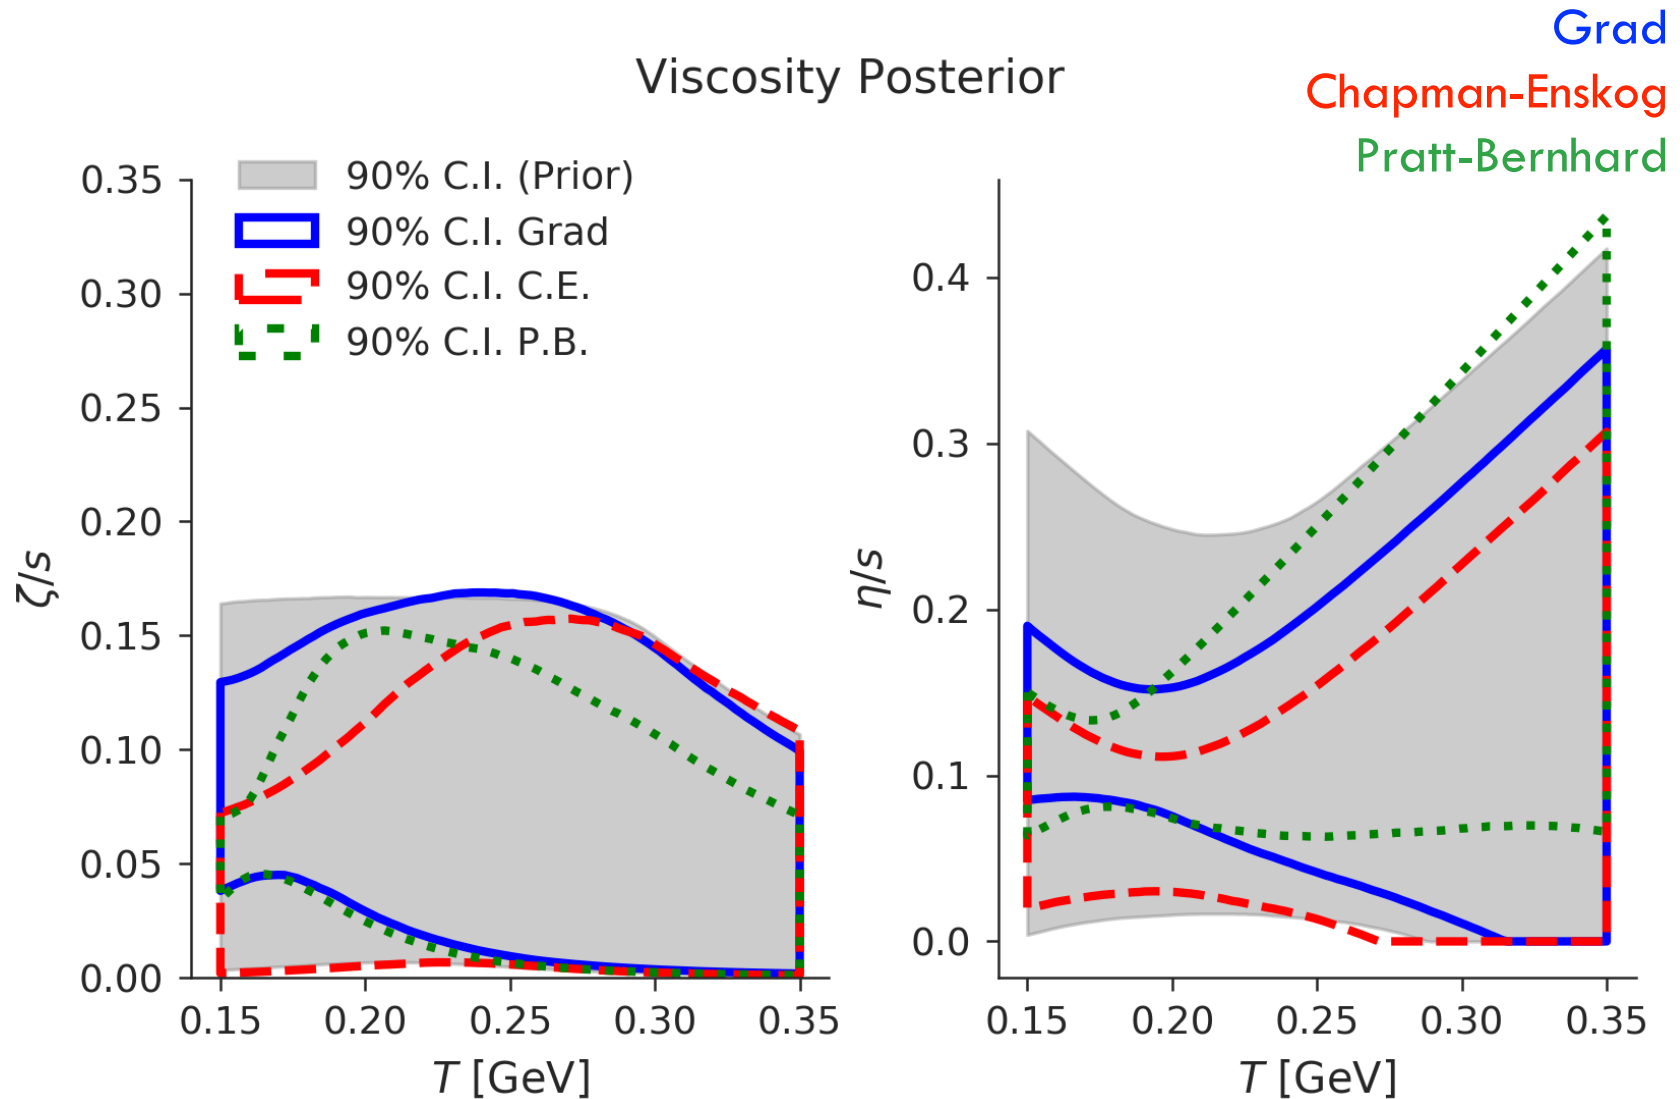 Grad
Viscosity Posterior
Chapman-Enskog
Pratt-Bernhard
90% C.I. (Prior)
90% C.I. Grad
90% C.I. C.E.
90% C.I. P.B.
0.35
0.30
0.25
0.20
0.15
0.10
0.05
0.00
ζ/s
0.15 0.20 0.25 0.30 0.35
T [GeV]
0.4
0.3
0.2
0.1
0.0
η/s
0.15 0.20 0.25 0.30 0.35
T [GeV]